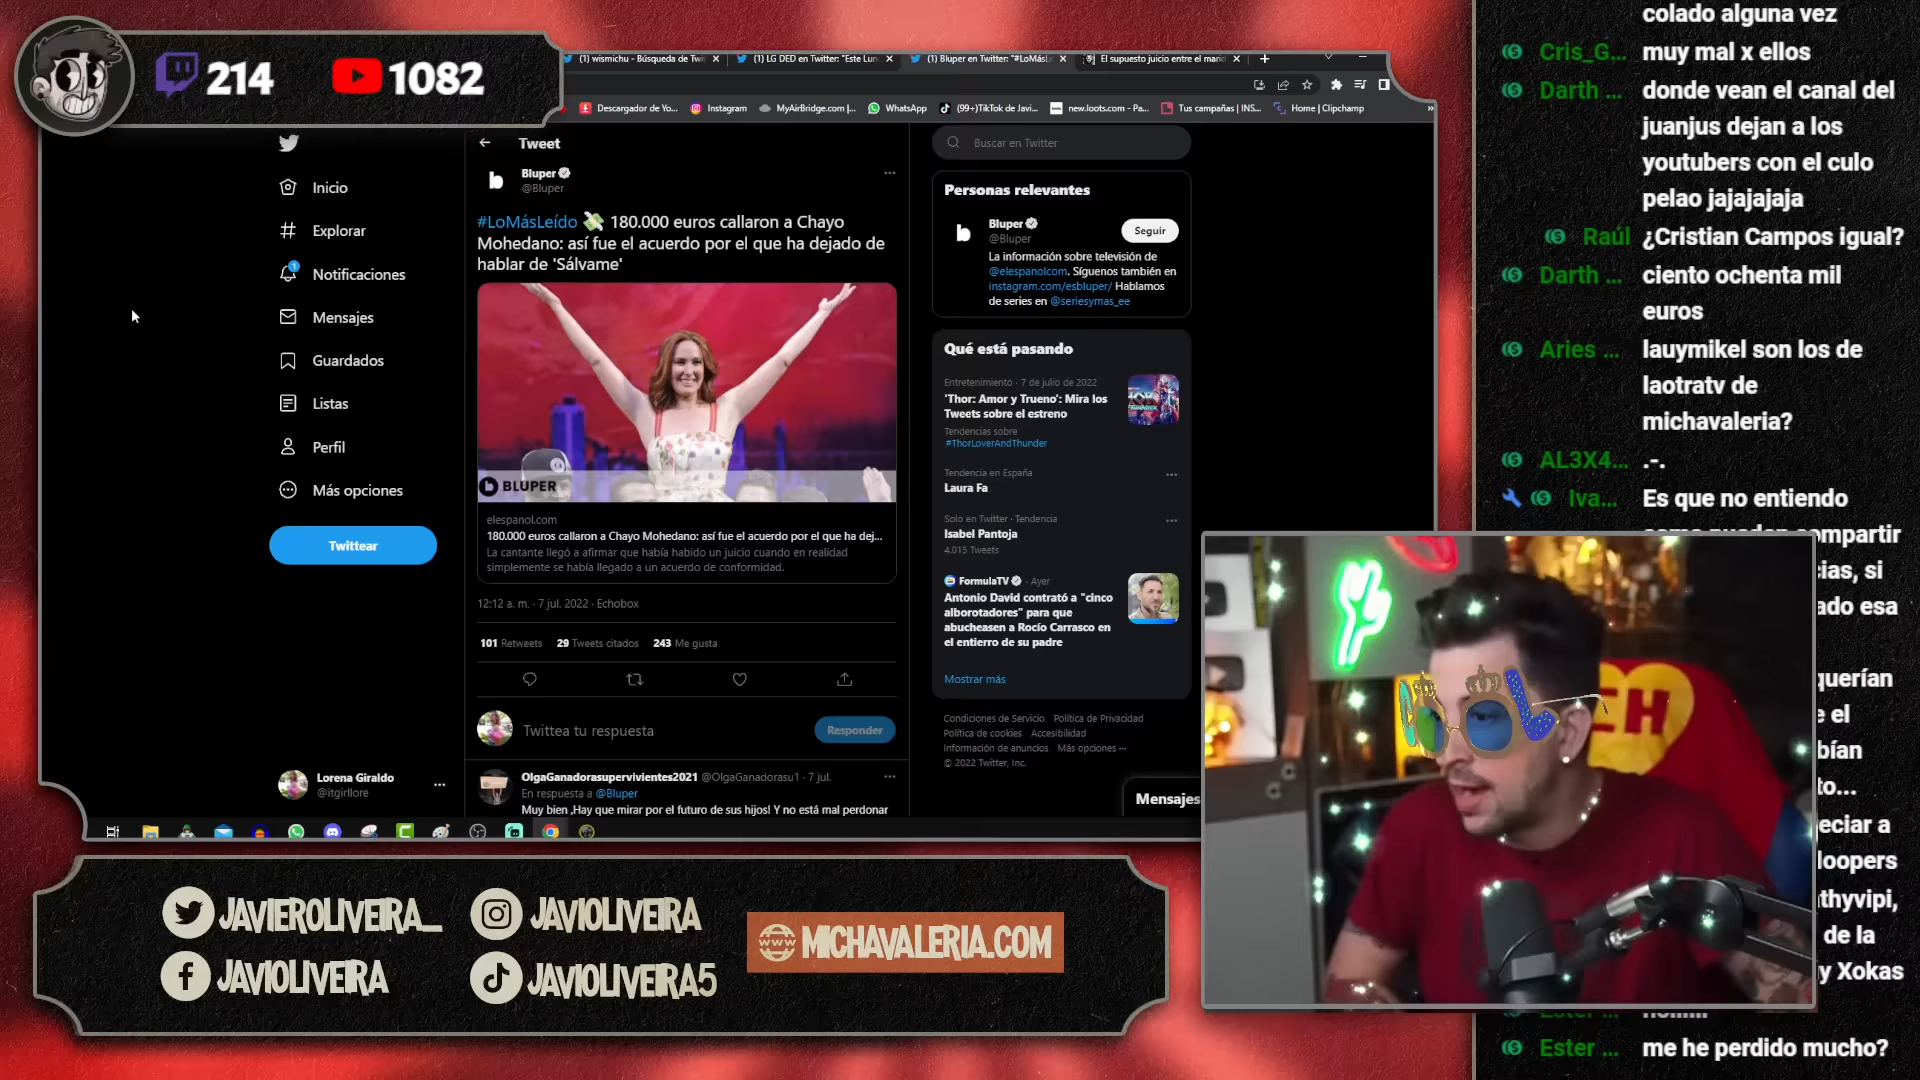 214
1082
(1) wismichu - Búsqueda de Twi
(1) LG DED en Twitter: "Este Lun
(1) Bluper en Twitter: "#LoMásL
El supuesto juicio entre el marid
Descargador de Yo...
Instagram
MyAirBridge.com |...
WhatsApp
(99+)TikTok de Javi...
new.loots.com - Pa...
Tus campañas | INS...
Home | Clipchamp
Inicio
Explorar
1
Notificaciones
Mensajes
Guardados
Listas
Perfil
Más opciones
Twittear
Lorena Giraldo
@itgirllore
Tweet
Bluper
@Bluper
#LoMásLeído 💸 180.000 euros callaron a Chayo
Mohedano: así fue el acuerdo por el que ha dejado de
hablar de 'Sálvame'
BLUPER
elespanol.com
180.000 euros callaron a Chayo Mohedano: así fue el acuerdo por el que ha dej...
La cantante llegó a afirmar que había habido un juicio cuando en realidad
simplemente se había llegado a un acuerdo de conformidad.
12:12 a. m. · 7 jul. 2022 · Echobox
101 Retweets 29 Tweets citados 243 Me gusta
Twittea tu respuesta
Responder
OlgaGanadorasupervivientes2021 @OlgaGanadorasu1 · 7 jul.
En respuesta a @Bluper
Muy bien ,Hay que mirar por el futuro de sus hijos! Y no está mal perdonar
Buscar en Twitter
Personas relevantes
Bluper
@Bluper
Seguir
La información sobre televisión de
@elespanolcom. Síguenos también en
instagram.com/esbluper/ Hablamos
de series en @seriesymas_ee
Qué está pasando
Entretenimiento · 7 de julio de 2022
'Thor: Amor y Trueno': Mira los
Tweets sobre el estreno
Tendencias sobre
#ThorLoverAndThunder
Tendencia en España
Laura Fa
Solo en Twitter · Tendencia
Isabel Pantoja
4.015 Tweets
FormulaTV · Ayer
Antonio David contrató a "cinco
alborotadores" para que
abucheasen a Rocío Carrasco en
el entierro de su padre
Mostrar más
Condiciones de Servicio Política de Privacidad
Política de cookies Accesibilidad
Información de anuncios Más opciones ···
© 2022 Twitter, Inc.
Mensajes
colado alguna vez
Cris_G... muy mal x ellos
Darth ... donde vean el canal del
juanjus dejan a los
youtubers con el culo
pelao jajajajaja
Raúl ¿Cristian Campos igual?
Darth ... ciento ochenta mil
euros
Aries ... lauymikel son los de
laotratv de
michavaleria?
AL3X4... .-.
Iva... Es que no entiendo
ompartir
ias, si
ado esa
querían
e el
bían
to...
eciar a
loopers
thyvipi,
de la
y Xokas
Ester ... me he perdido mucho?
CH
JAVIEROLIVEIRA_
JAVIOLIVEIRA
JAVIOLIVEIRA
JAVIOLIVEIRA5
WWW
MICHAVALERIA.COM